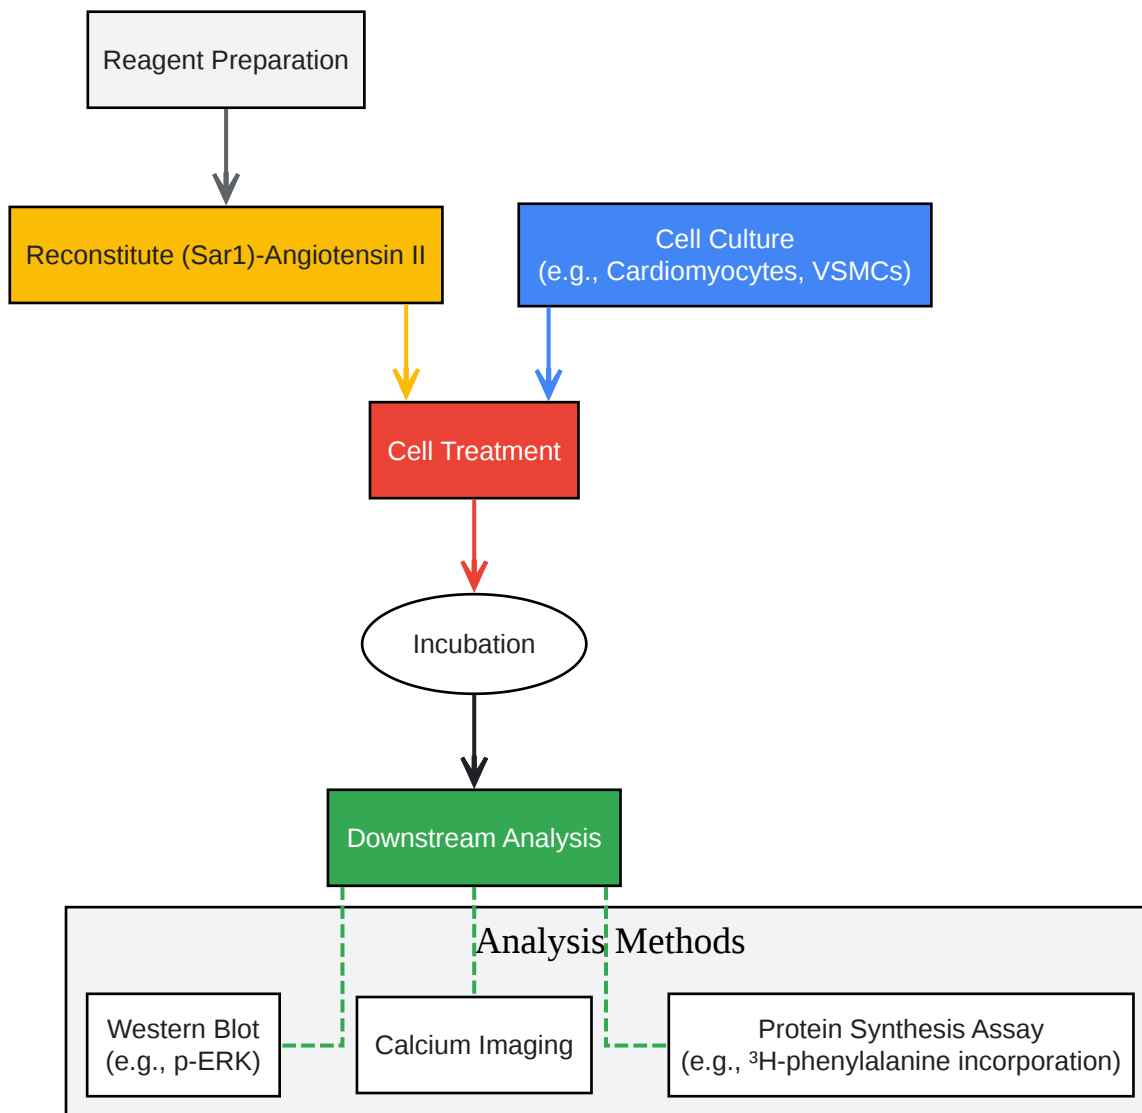 Reagent Preparation
Reconstitute (Sar1)-Angiotensin II
Cell Culture
(e.g., Cardiomyocytes, VSMCs)
Cell Treatment
Incubation
Downstream Analysis
Analysis Methods
Western Blot
(e.g., p-ERK)
Calcium Imaging
Protein Synthesis Assay
(e.g., ³H-phenylalanine incorporation)